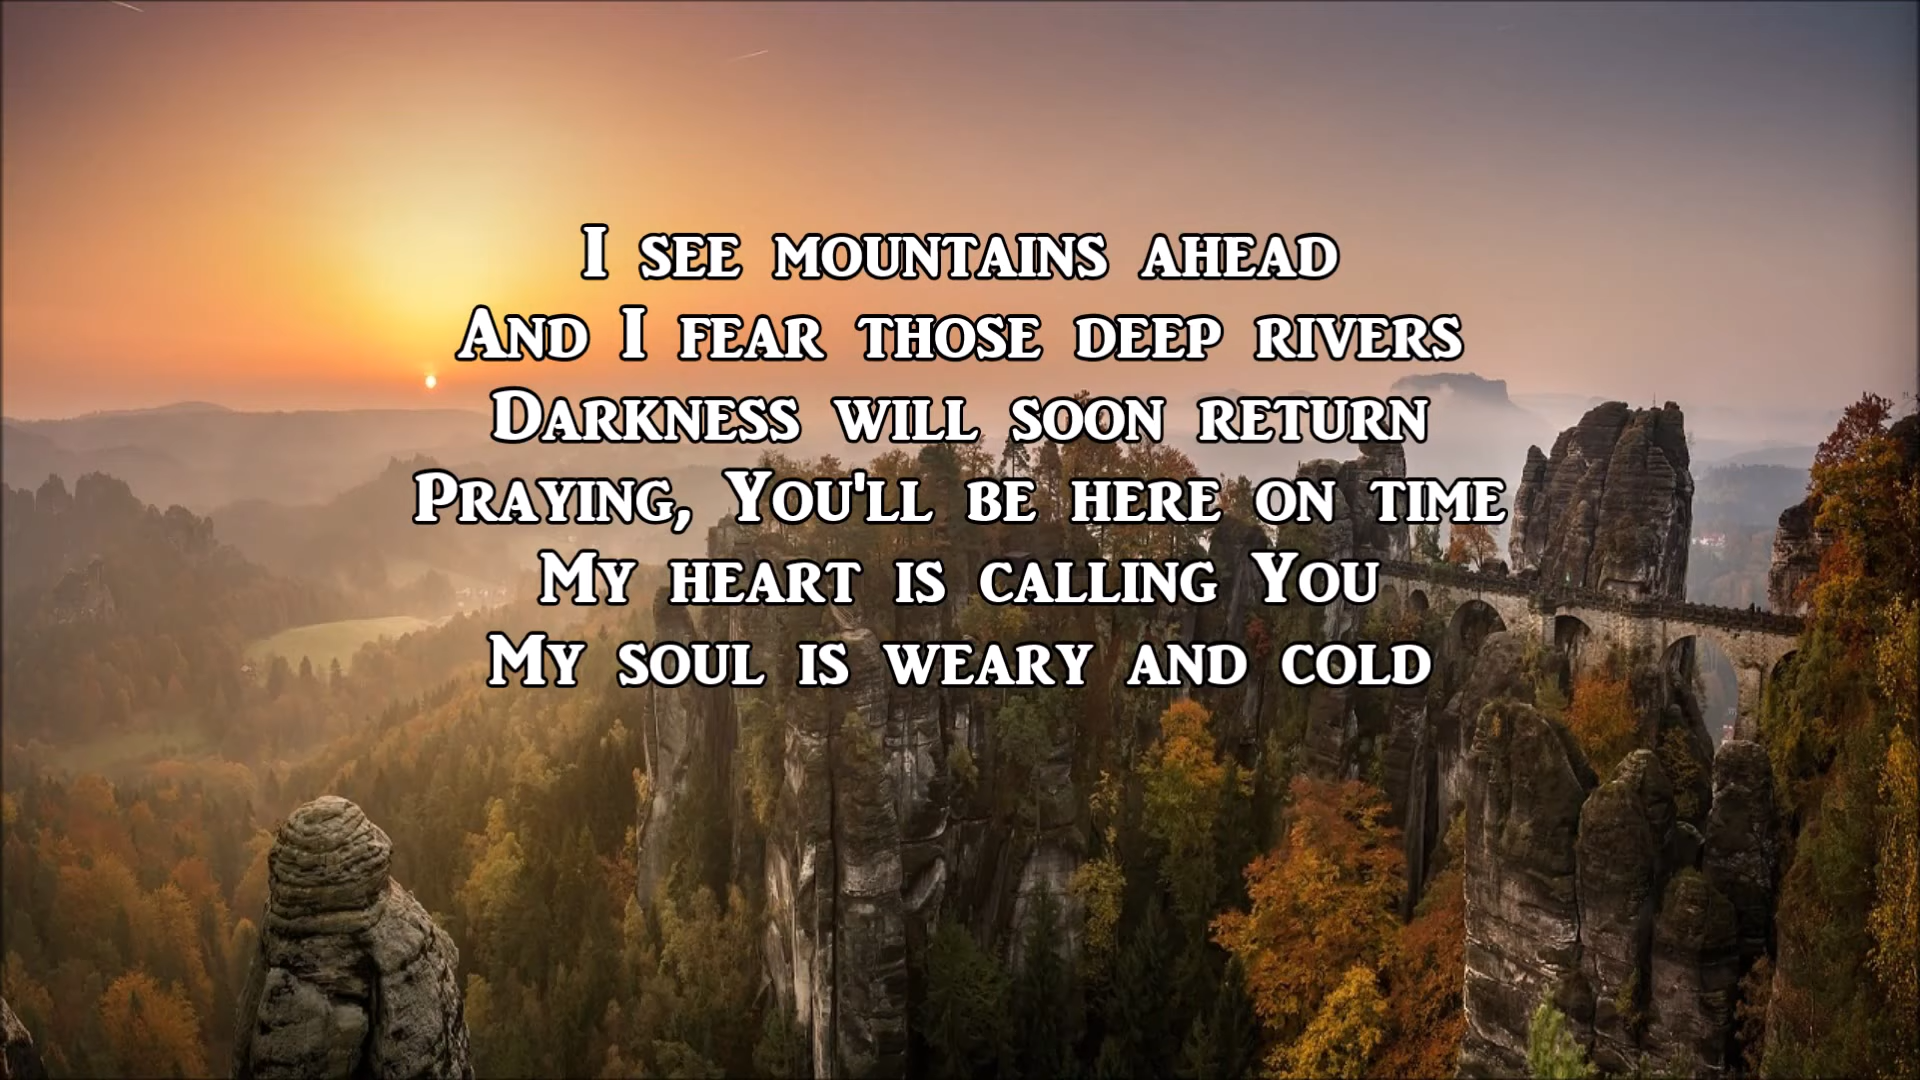 I see mountains ahead
And I fear those deep rivers
Darkness will soon return
Praying, You'll be here on time
My heart is calling You
My soul is weary and cold